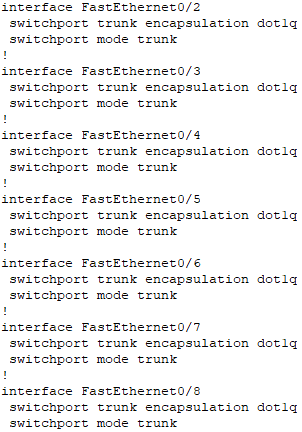 interface FastEthernet0/2
 switchport trunk encapsulation dot1q
 switchport mode trunk
!
interface FastEthernet0/3
 switchport trunk encapsulation dot1q
 switchport mode trunk
!
interface FastEthernet0/4
 switchport trunk encapsulation dot1q
 switchport mode trunk
!
interface FastEthernet0/5
 switchport trunk encapsulation dot1q
 switchport mode trunk
!
interface FastEthernet0/6
 switchport trunk encapsulation dot1q
 switchport mode trunk
!
interface FastEthernet0/7
 switchport trunk encapsulation dot1q
 switchport mode trunk
!
interface FastEthernet0/8
 switchport trunk encapsulation dot1q
 switchport mode trunk